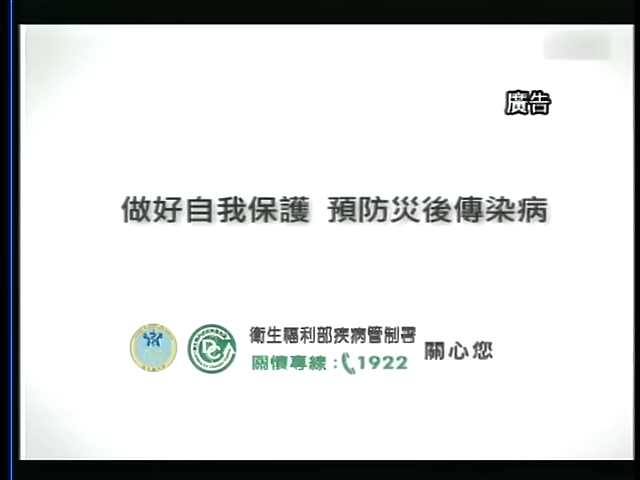 廣告
做好自我保護 預防災後傳染病
衛生福利部疾病管制署
關懷專線:1922
關心您